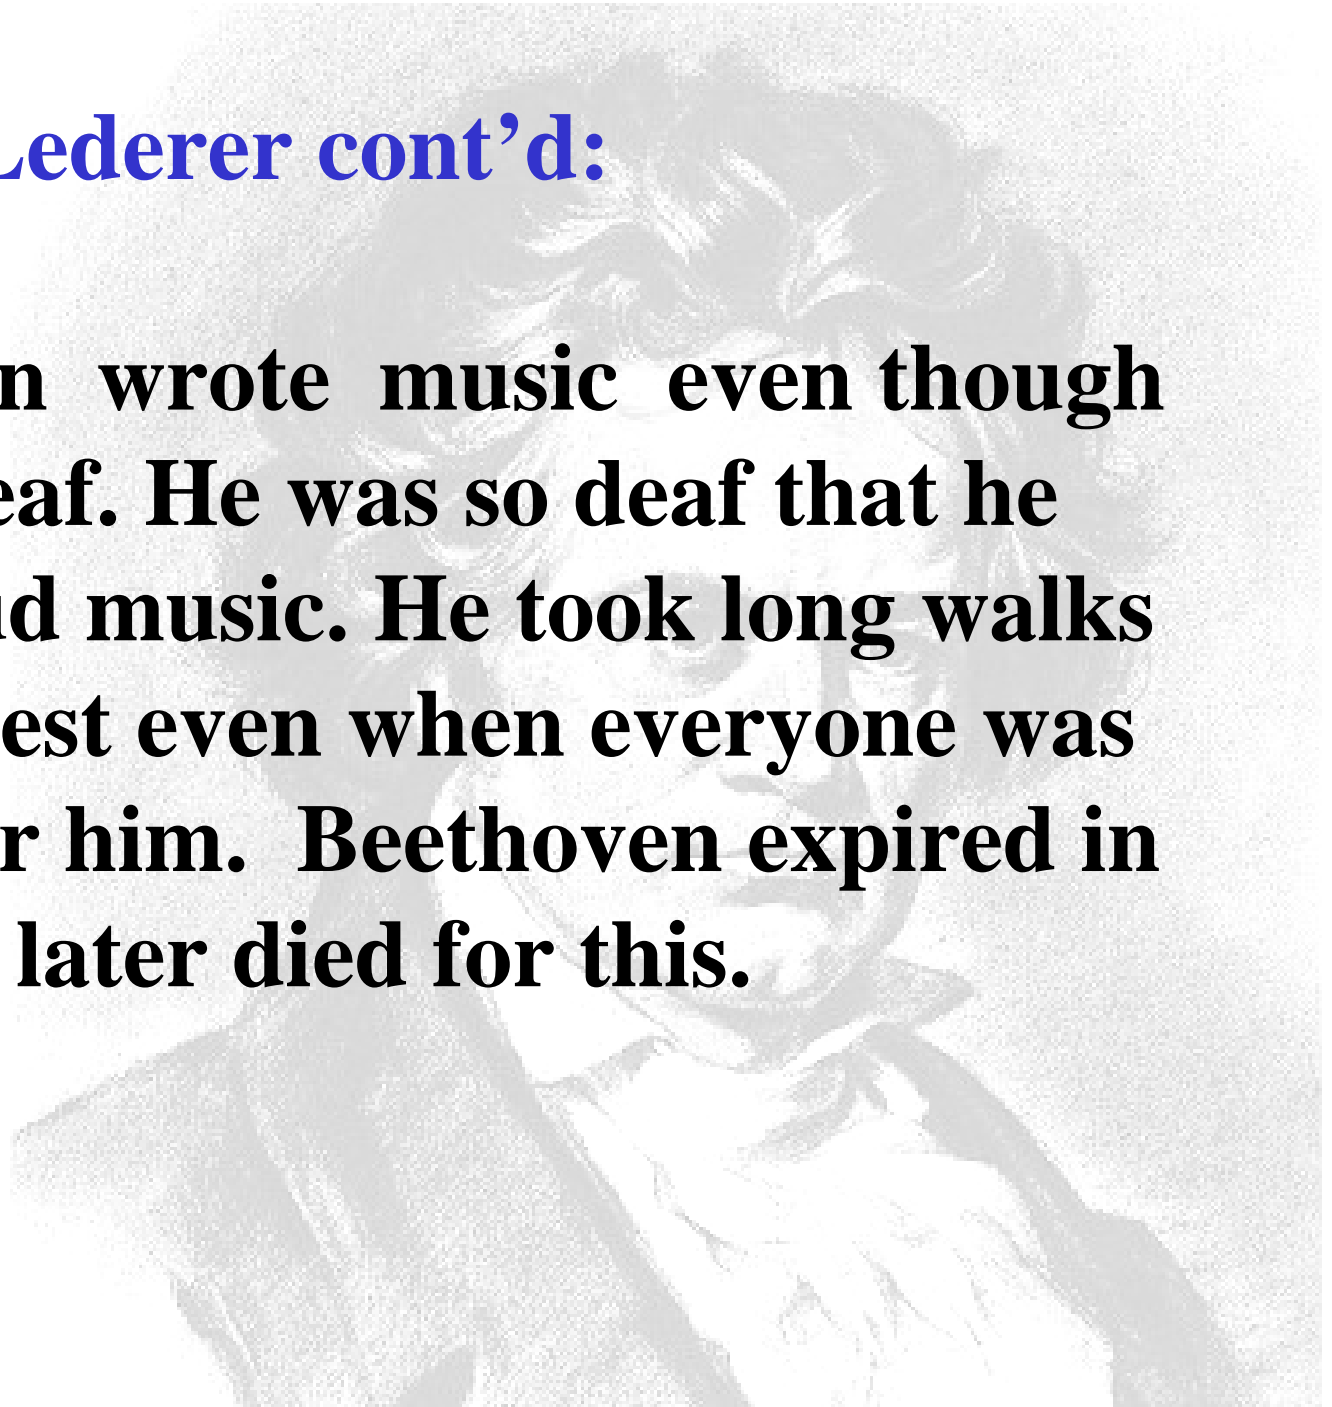 Lederer cont’d:
n wrote music even though
eaf. He was so deaf that he
ud music. He took long walks
est even when everyone was
r him. Beethoven expired in
later died for this.